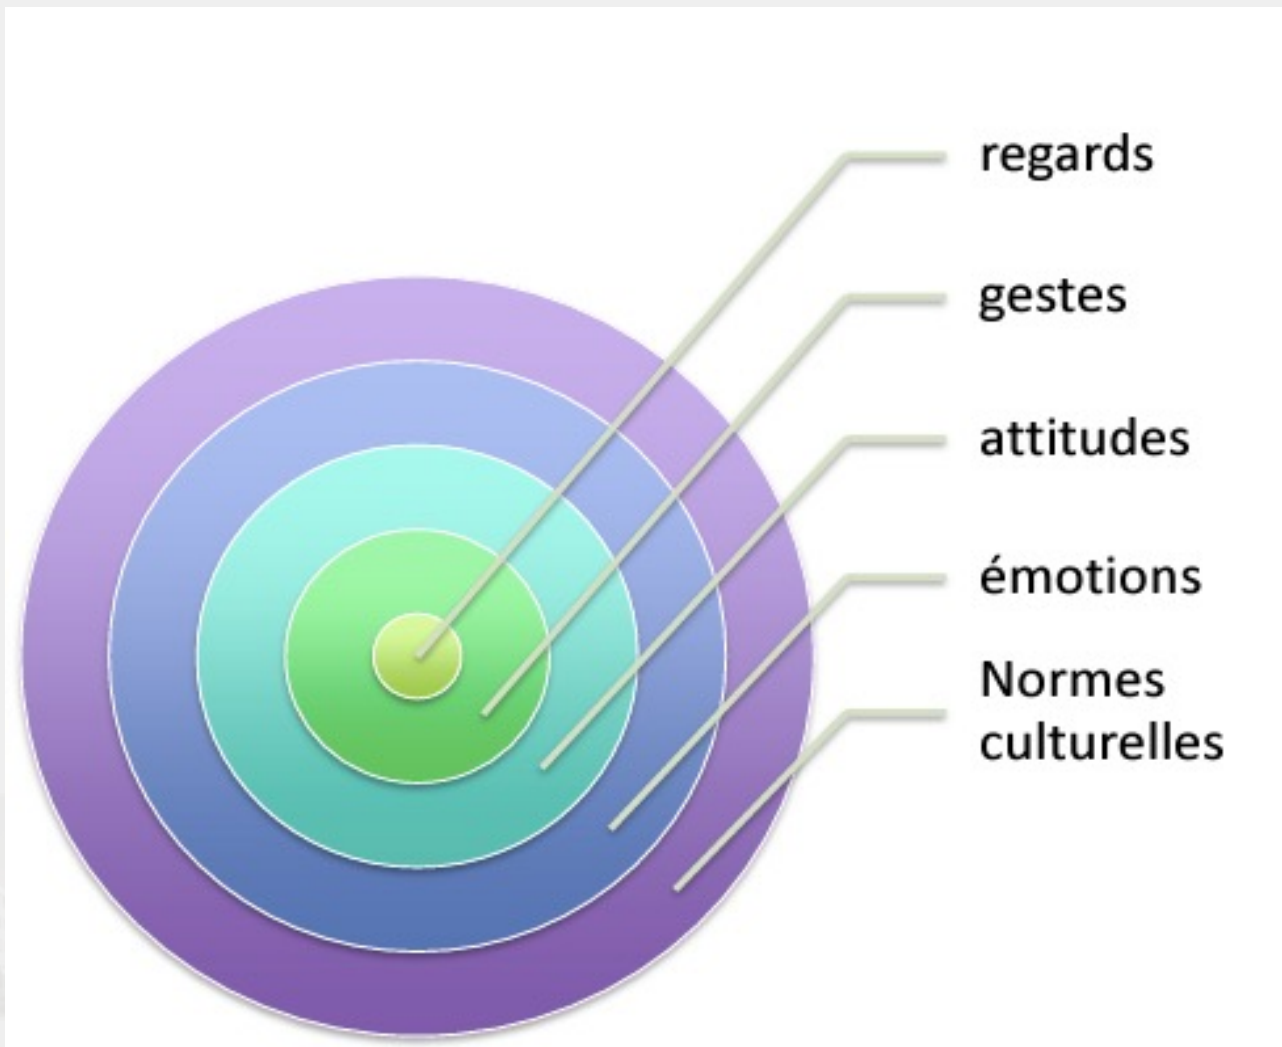 regards
gestes
attitudes
émotions
Normes
culturelles